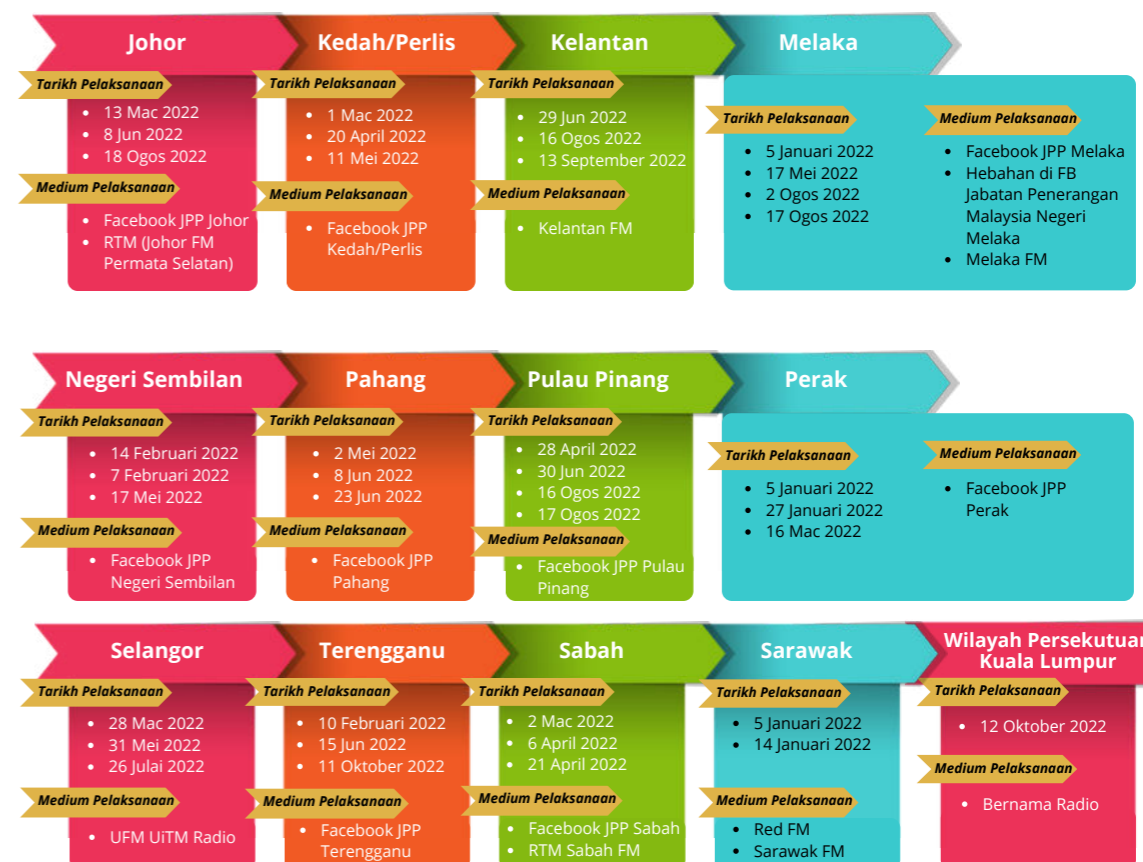 Johor
Tarikh Pelaksanaan
13 Mac 2022
8 Jun 2022
18 Ogos 2022
Medium Pelaksanaan
Facebook JPP Johor
RTM (Johor FM
Permata Selatan)
Kedah/Perlis
Tarikh Pelaksanaan
1 Mac 2022
20 April 2022
11 Mei 2022
Medium Pelaksanaan
Facebook JPP
Kedah/Perlis
Kelantan
Tarikh Pelaksanaan
29 Jun 2022
16 Ogos 2022
13 September 2022
Medium Pelaksanaan
Kelantan FM
Melaka
Tarikh Pelaksanaan
5 Januari 2022
17 Mei 2022
2 Ogos 2022
17 Ogos 2022
Medium Pelaksanaan
Facebook JPP Melaka
Hebahan di FB
Jabatan Penerangan
Malaysia Negeri
Melaka
Melaka FM
Negeri Sembilan
Tarikh Pelaksanaan
14 Februari 2022
7 Februari 2022
17 Mei 2022
Medium Pelaksanaan
Facebook JPP
Negeri Sembilan
Pahang
Tarikh Pelaksanaan
2 Mei 2022
8 Jun 2022
23 Jun 2022
Medium Pelaksanaan
Facebook JPP
Pahang
Pulau Pinang
Tarikh Pelaksanaan
28 April 2022
30 Jun 2022
16 Ogos 2022
17 Ogos 2022
Medium Pelaksanaan
Facebook JPP Pulau
Pinang
Perak
Tarikh Pelaksanaan
5 Januari 2022
27 Januari 2022
16 Mac 2022
Medium Pelaksanaan
Facebook JPP
Perak
Selangor
Tarikh Pelaksanaan
28 Mac 2022
31 Mei 2022
26 Julai 2022
Medium Pelaksanaan
UFM UiTM Radio
Terengganu
Tarikh Pelaksanaan
10 Februari 2022
15 Jun 2022
11 Oktober 2022
Medium Pelaksanaan
Facebook JPP
Terengganu
Sabah
Tarikh Pelaksanaan
2 Mac 2022
6 April 2022
21 April 2022
Medium Pelaksanaan
Facebook JPP Sabah
RTM Sabah FM
Sarawak
Tarikh Pelaksanaan
5 Januari 2022
14 Januari 2022
Medium Pelaksanaan
Red FM
Sarawak FM
Wilayah Persekutuan
Kuala Lumpur
Tarikh Pelaksanaan
12 Oktober 2022
Medium Pelaksanaan
Bernama Radio